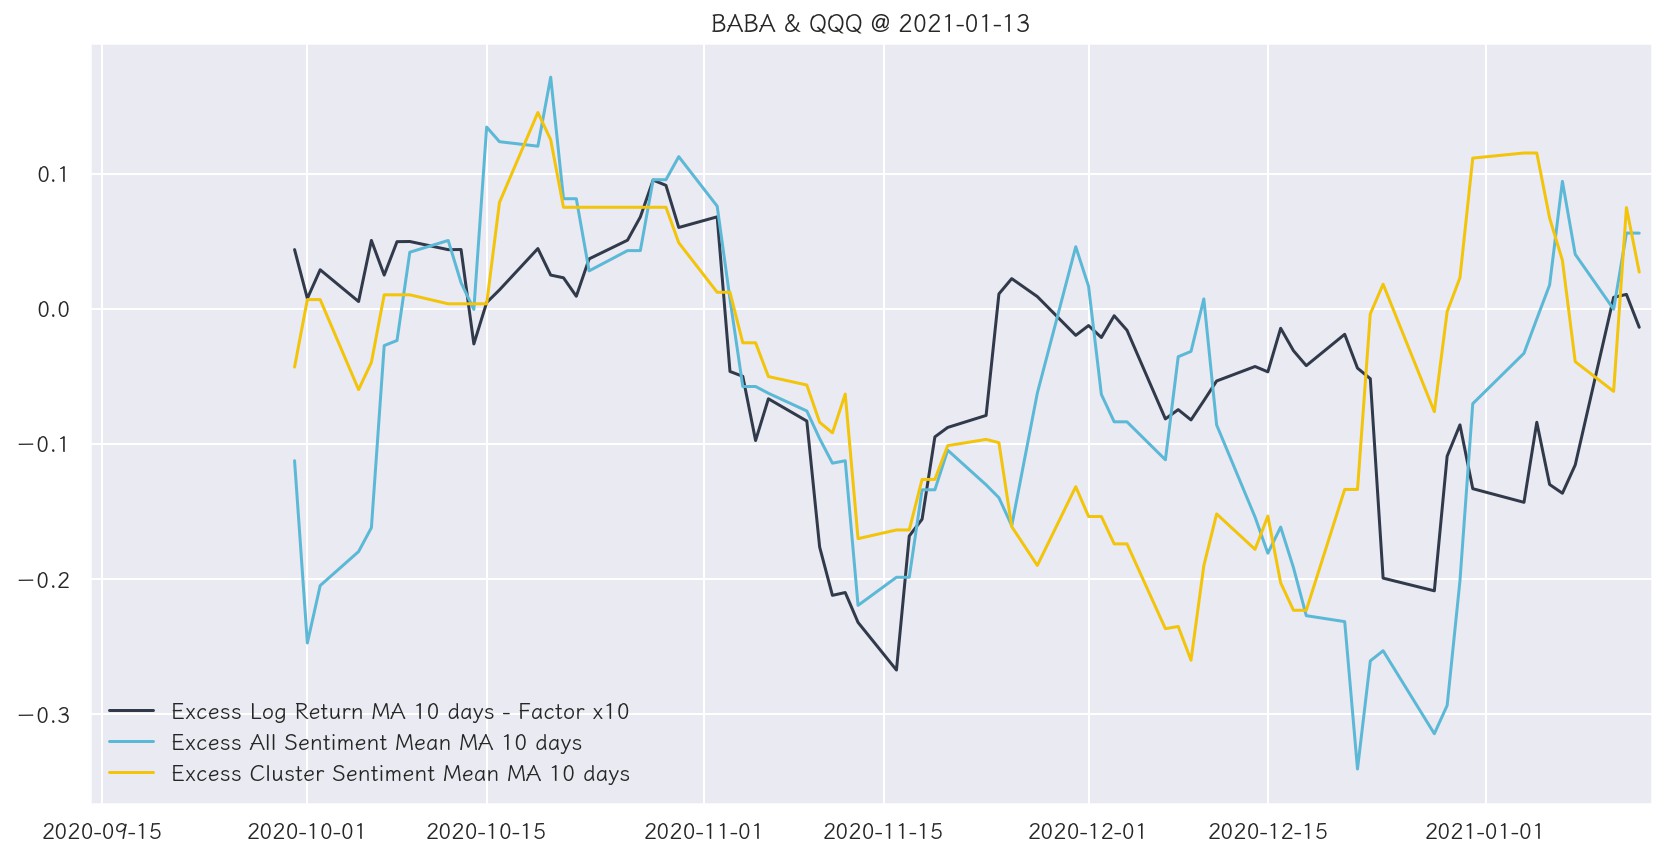 BABA & QQQ @ 2021-01-13
0.1
0.0
−0.1
−0.2
−0.3
Excess Log Return MA 10 days - Factor x10
Excess All Sentiment Mean MA 10 days
Excess Cluster Sentiment Mean MA 10 days
2020-09-15 2020-10-01 2020-10-15 2020-11-01 2020-11-15 2020-12-01 2020-12-15 2021-01-01